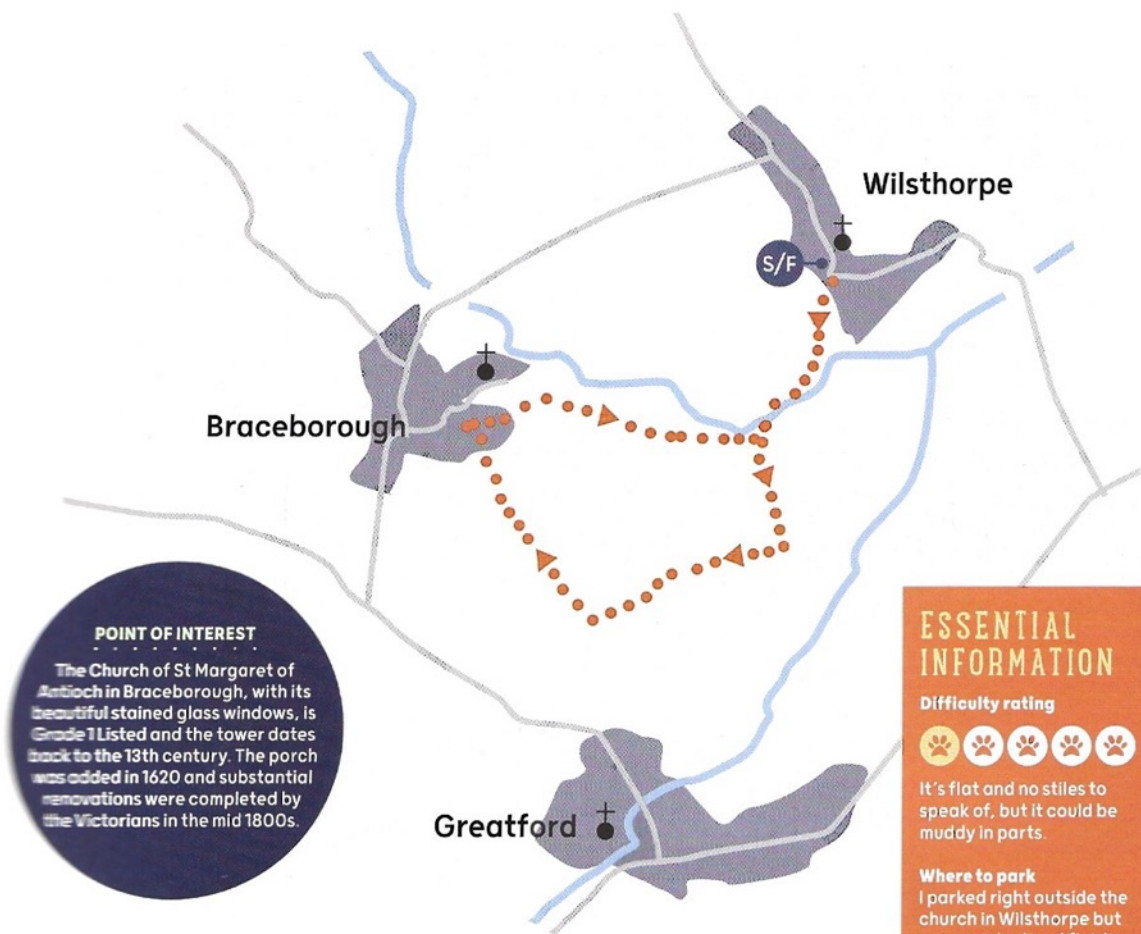 Wilsthorpe
S/F
Braceborough
POINT OF INTEREST
The Church of St Margaret of
Antioch in Braceborough, with its
beautiful stained glass windows, is
Grade 1 Listed and the tower dates
back to the 13th century. The porch
was added in 1620 and substantial
renovations were completed by
the Victorians in the mid 1800s.
Greatford
ESSENTIAL
INFORMATION
Difficulty rating
It's flat and no stiles to
speak of, but it could be
muddy in parts.
Where to park
I parked right outside the
church in Wilsthorpe but